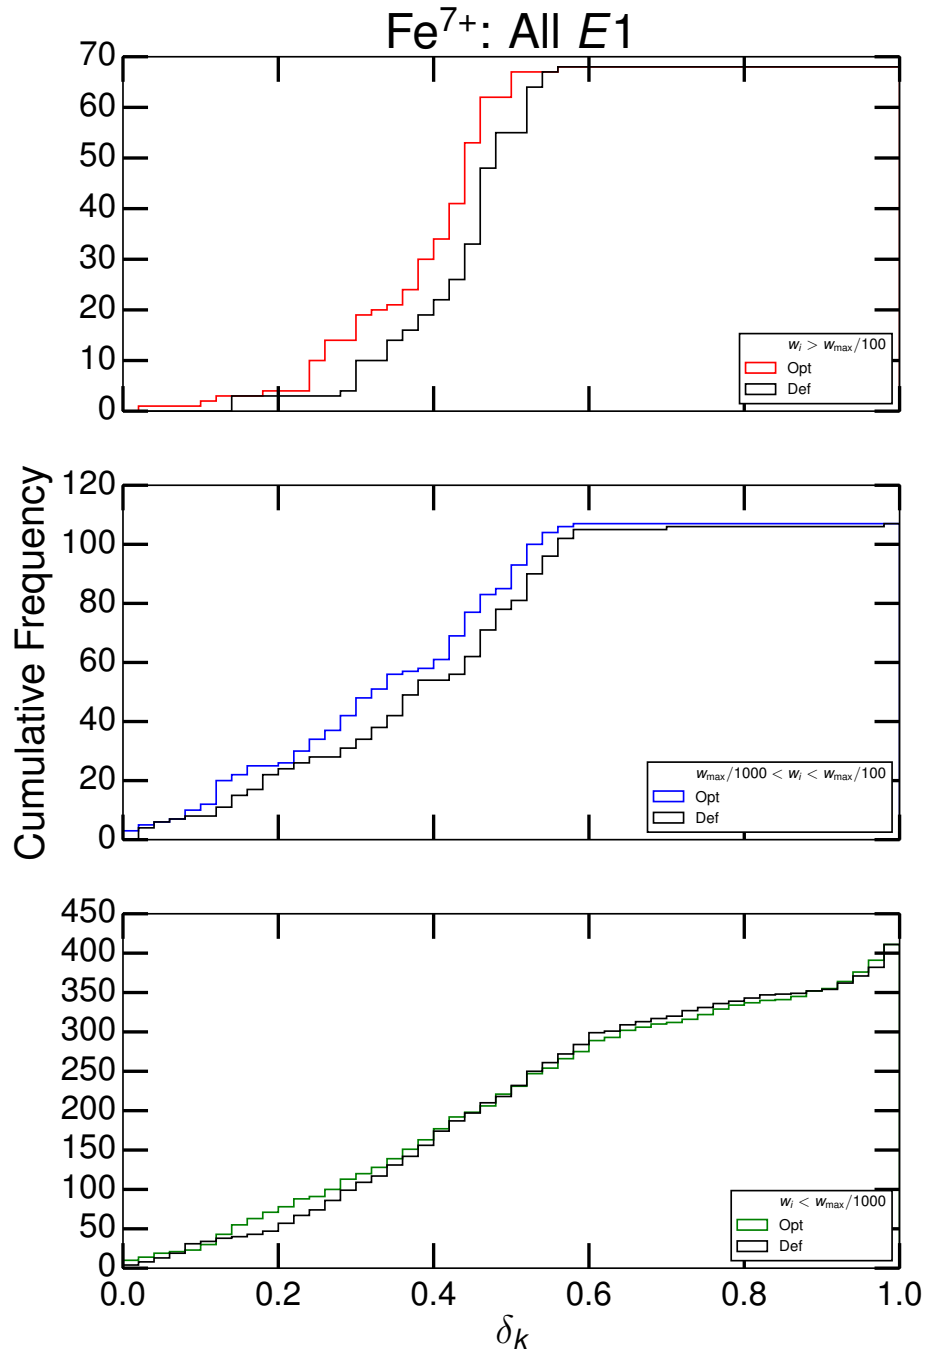 Fe⁷⁺: All E1
70
60
50
40
30
20
10
0
wᵢ > wₘₐₓ/100
Opt
Def
Cumulative Frequency
120
100
80
60
40
20
0
wₘₐₓ/1000 < wᵢ < wₘₐₓ/100
Opt
Def
450
400
350
300
250
200
150
100
50
0
wᵢ < wₘₐₓ/1000
Opt
Def
0.0 0.2 0.4 0.6 0.8 1.0
δₖ